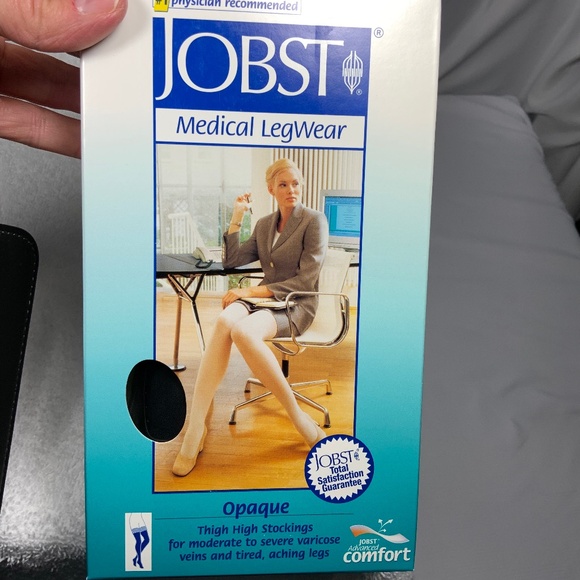 #1 physician recommended
JOBST ®
®
Medical LegWear
JOBST
Total
Satisfaction
Guarantee
Opaque
Thigh High Stockings
for moderate to severe varicose
veins and tired, aching legs
JOBST®
Advanced
comfort